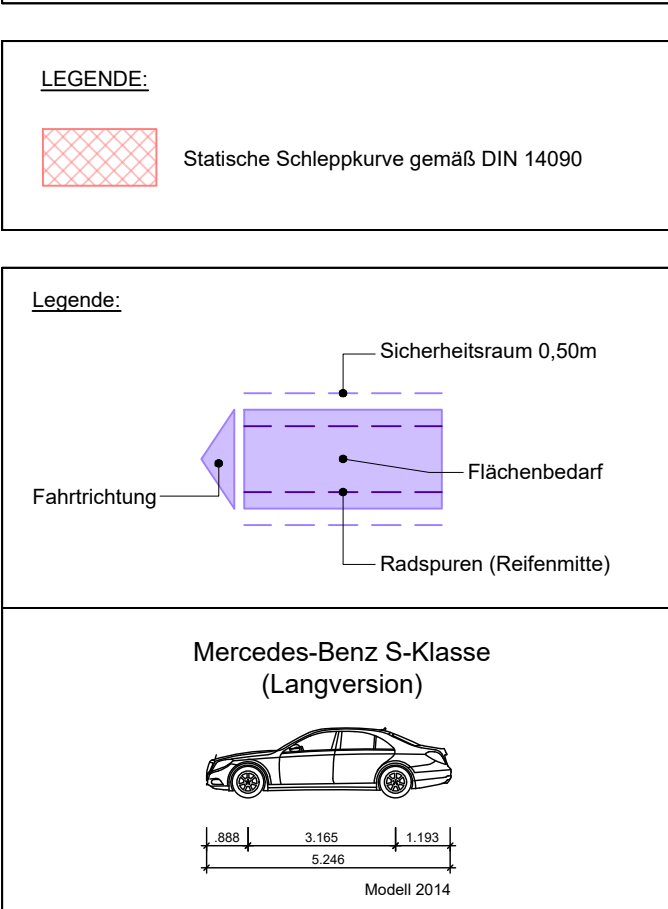 LEGENDE:
Statische Schleppkurve gemäß DIN 14090
Legende:
Sicherheitsraum 0,50m
Flächenbedarf
Fahrtrichtung
Radspuren (Reifenmitte)
Mercedes-Benz S-Klasse
(Langversion)
.888 3.165 1.193
5.246
Modell 2014